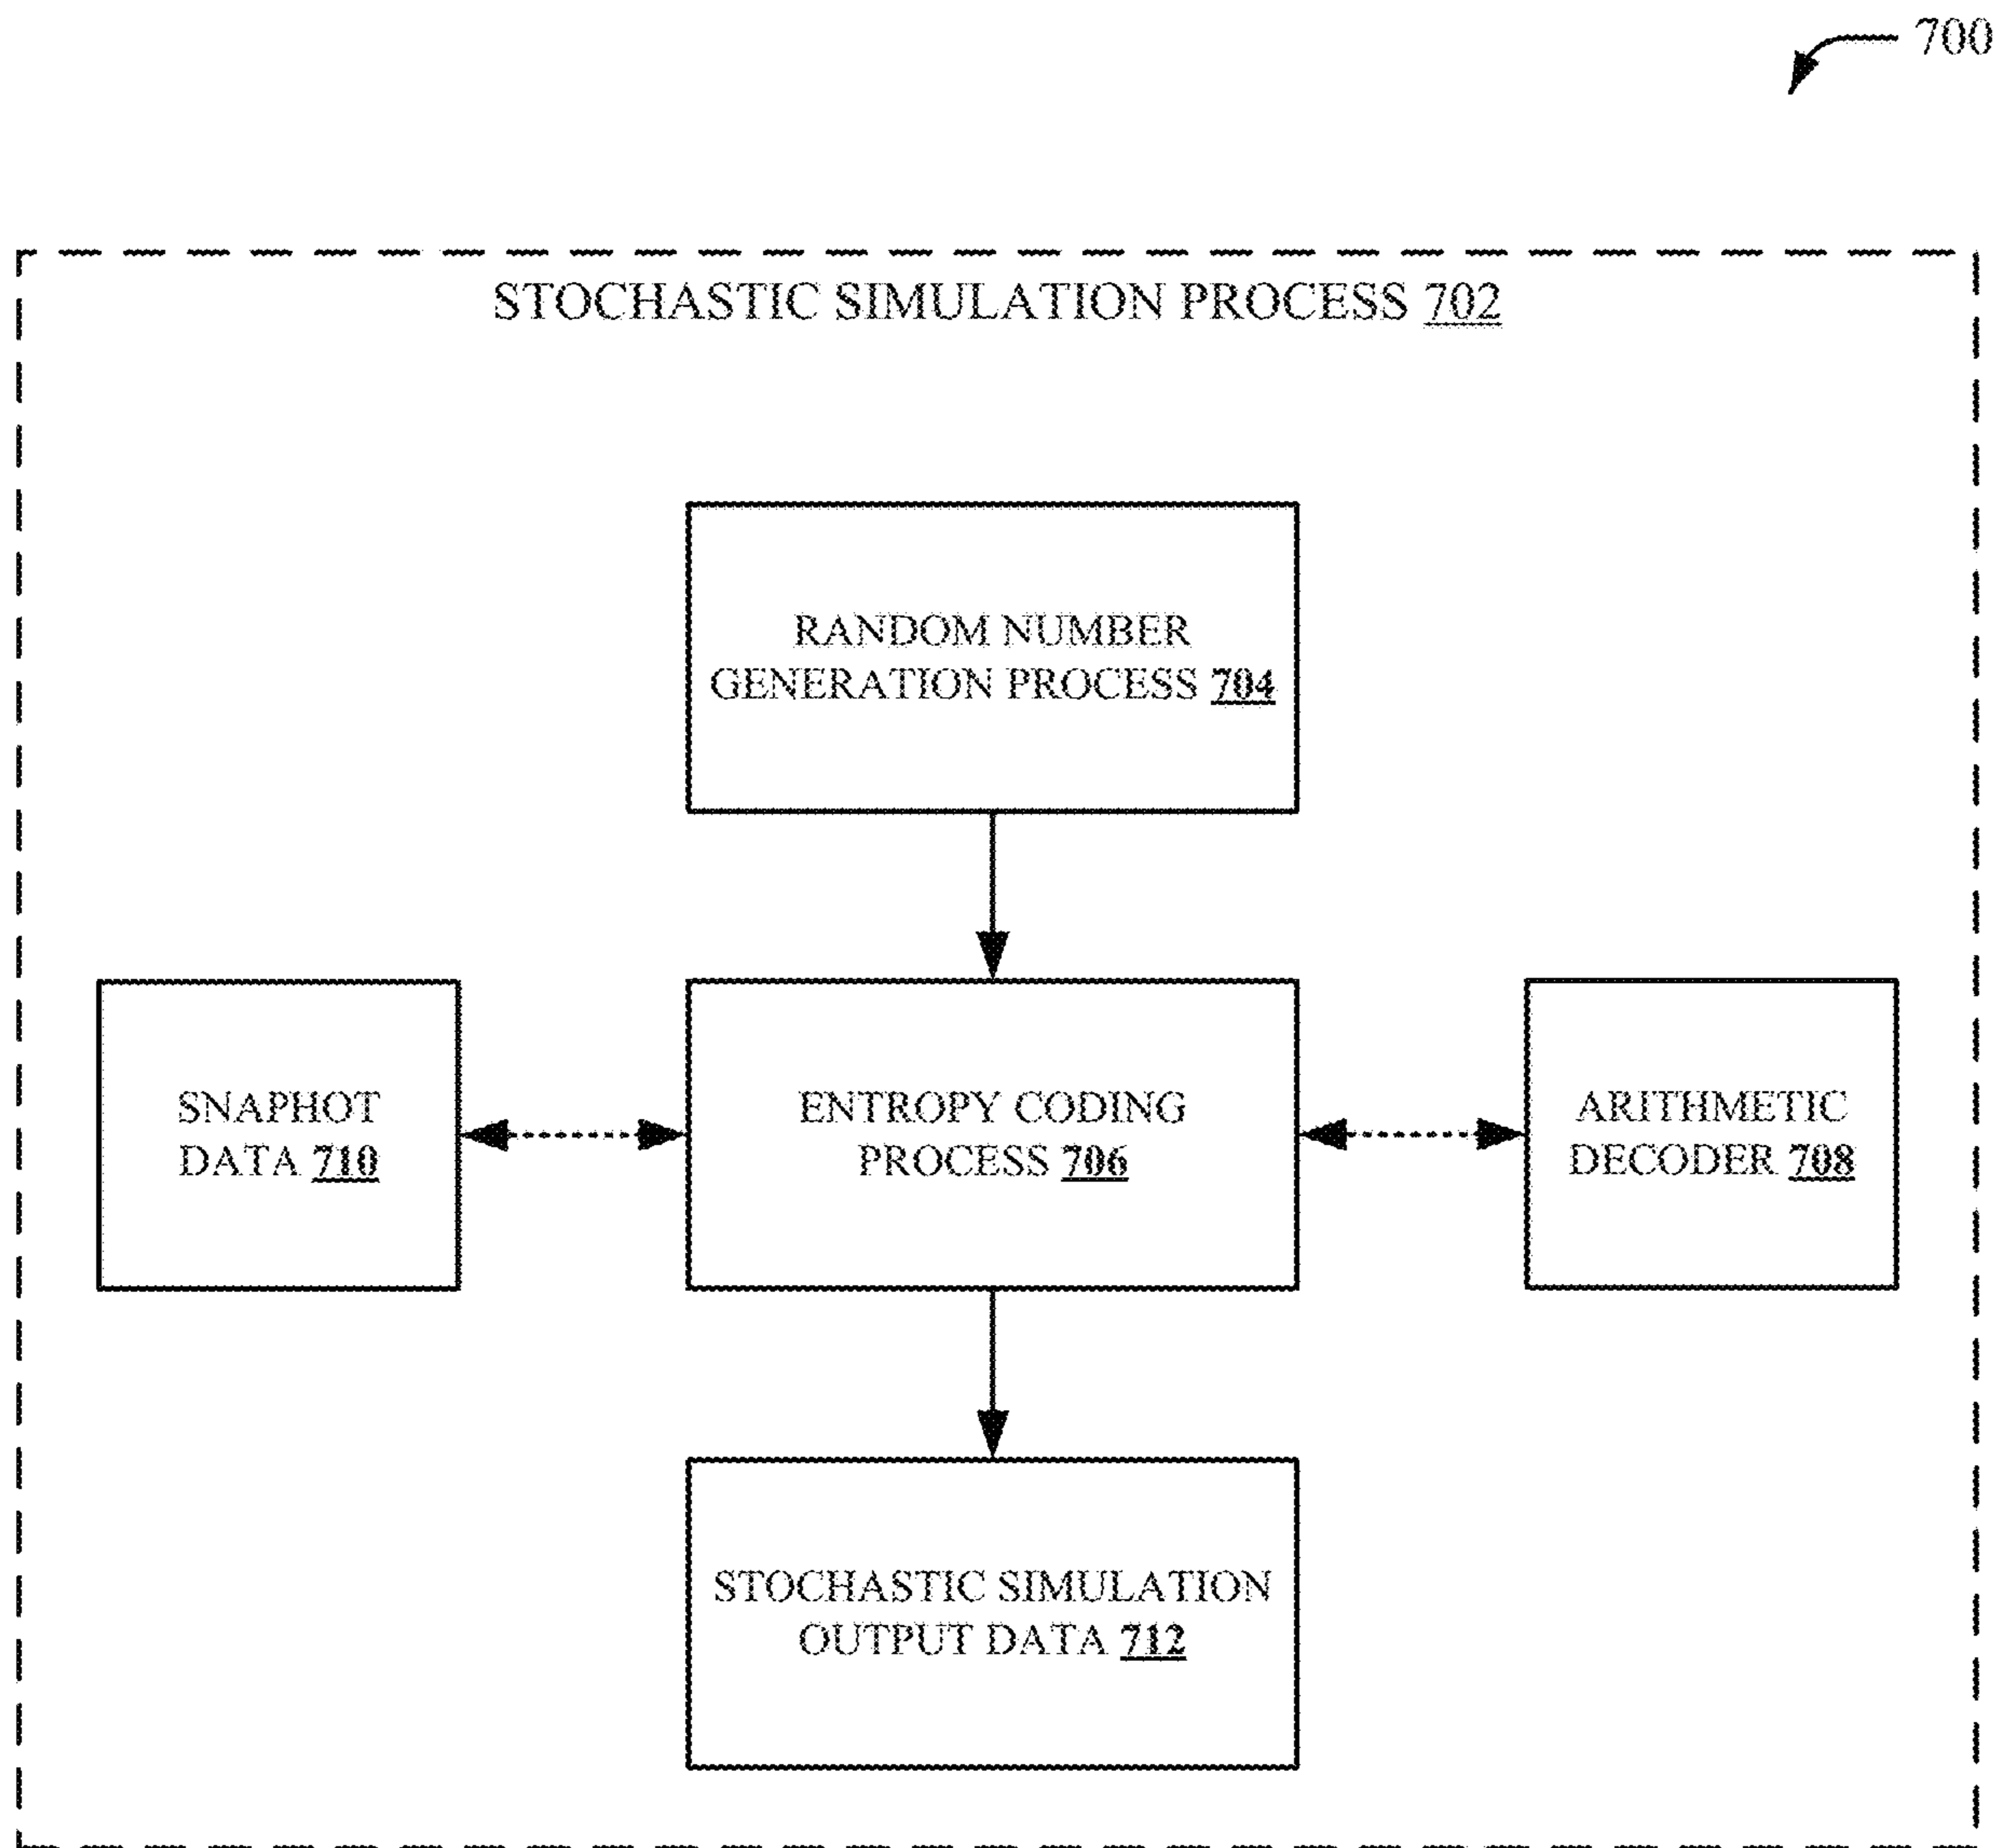 700
STOCHASTIC SIMULATION PROCESS 702
RANDOM NUMBER
GENERATION PROCESS 704
SNAPHOT
DATA 710
ENTROPY CODING
PROCESS 706
ARITHMETIC
DECODER 708
STOCHASTIC SIMULATION
OUTPUT DATA 712